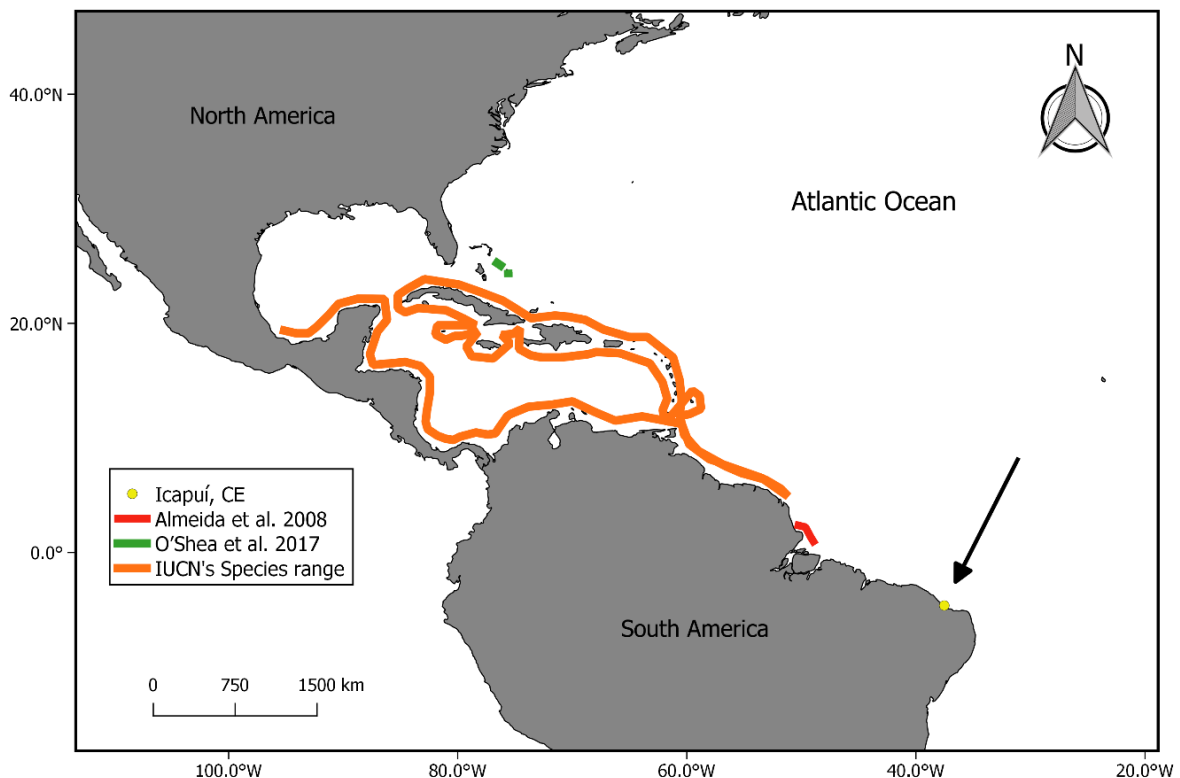 N
40.0°N
North America
Atlantic Ocean
20.0°N
Icapuí, CE
Almeida et al. 2008
O'Shea et al. 2017
IUCN's Species range
0.0°
South America
0 750 1500 km
100.0°W 80.0°W 60.0°W 40.0°W 20.0°W